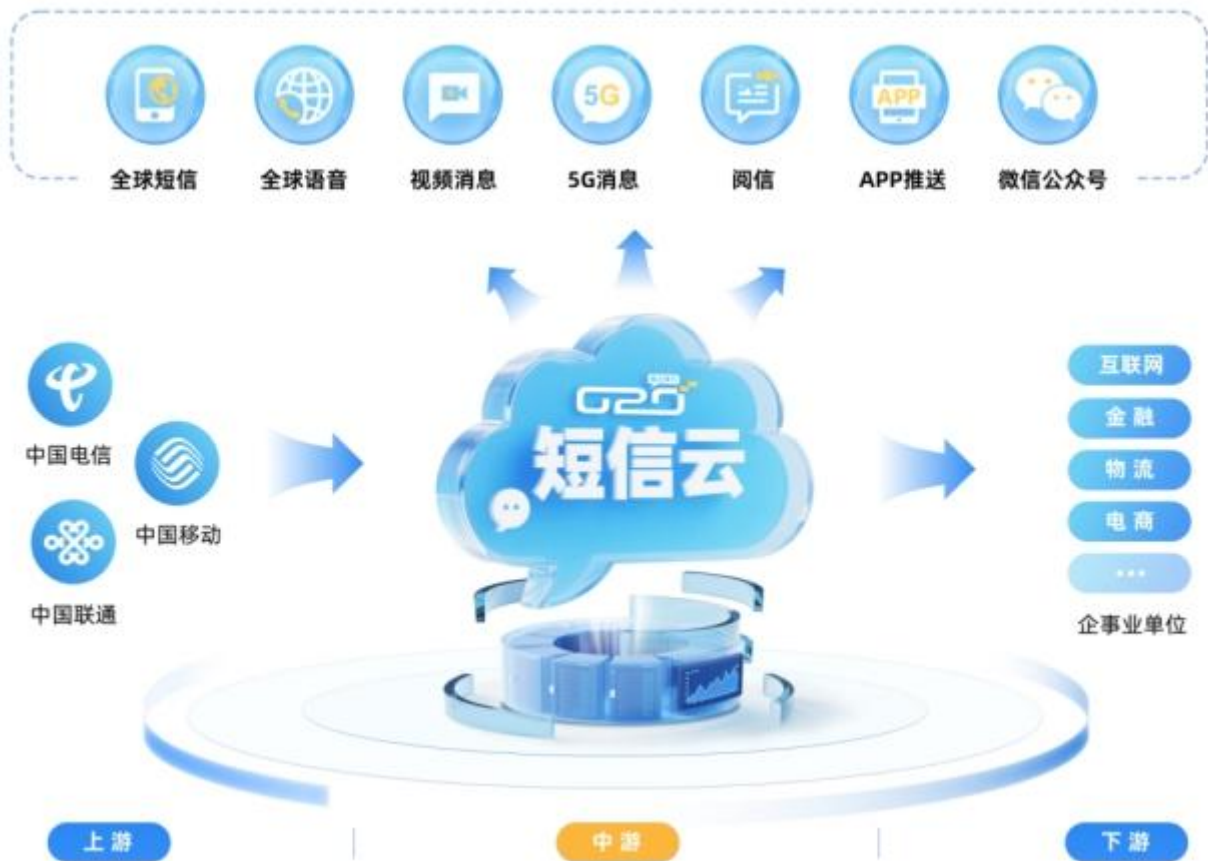 5G
APP
全球短信
全球语音
视频消息
5G消息
阅信
APP推送
微信公众号
中国电信
中国移动
中国联通
短信云
互联网
金融
物流
电商
...
企事业单位
上游
中游
下游